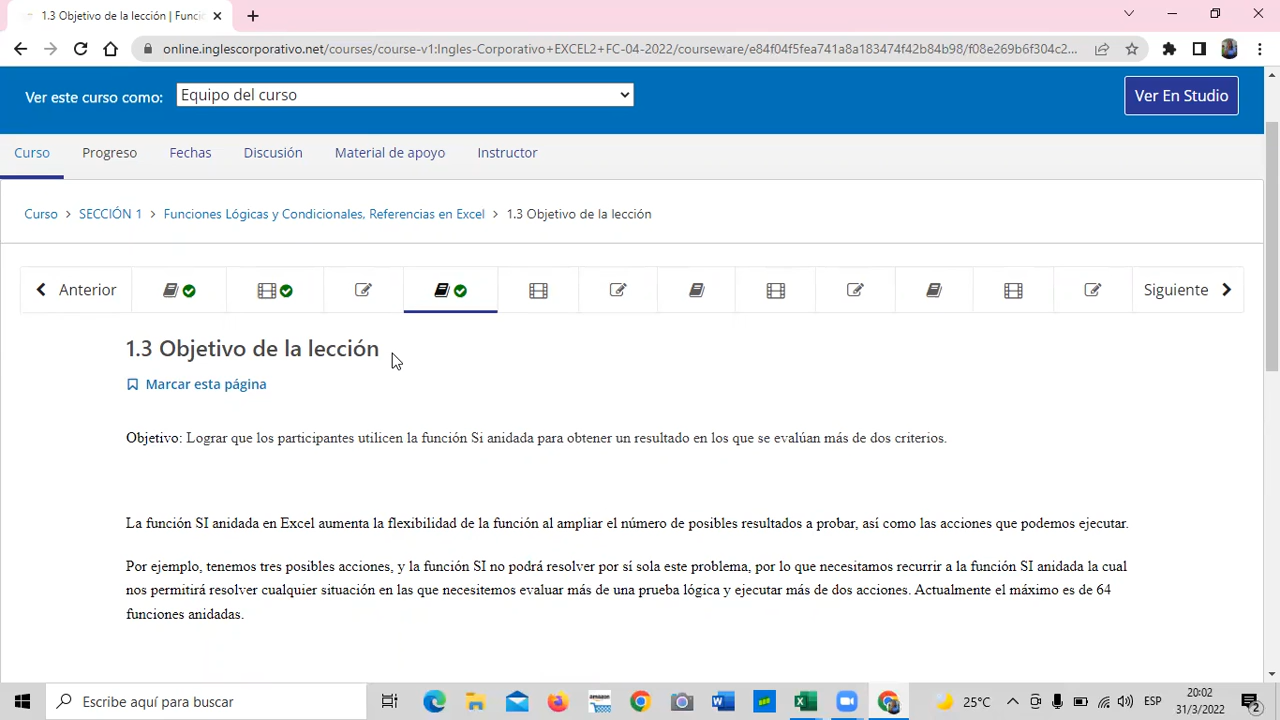 1.3 Objetivo de la lección | Funci
online.inglescorporativo.net/courses/course-v1:Ingles-Corporativo+EXCEL2+FC-04-2022/courseware/e84f04f5fea741a8a183474f42b84b98/f08e269b6f304c2...
Ver este curso como: Equipo del curso Ver En Studio
Curso Progreso Fechas Discusión Material de apoyo Instructor
Curso > SECCIÓN 1 > Funciones Lógicas y Condicionales, Referencias en Excel > 1.3 Objetivo de la lección
Anterior Siguiente
1.3 Objetivo de la lección
Marcar esta página
Objetivo: Lograr que los participantes utilicen la función Si anidada para obtener un resultado en los que se evalúan más de dos criterios.
La función SI anidada en Excel aumenta la flexibilidad de la función al ampliar el número de posibles resultados a probar, así como las acciones que podemos ejecutar.
Por ejemplo, tenemos tres posibles acciones, y la función SI no podrá resolver por sí sola este problema, por lo que necesitamos recurrir a la función SI anidada la cual
nos permitirá resolver cualquier situación en las que necesitemos evaluar más de una prueba lógica y ejecutar más de dos acciones. Actualmente el máximo es de 64
funciones anidadas.
Escribe aquí para buscar 25°C ESP 20:02
31/3/2022 2